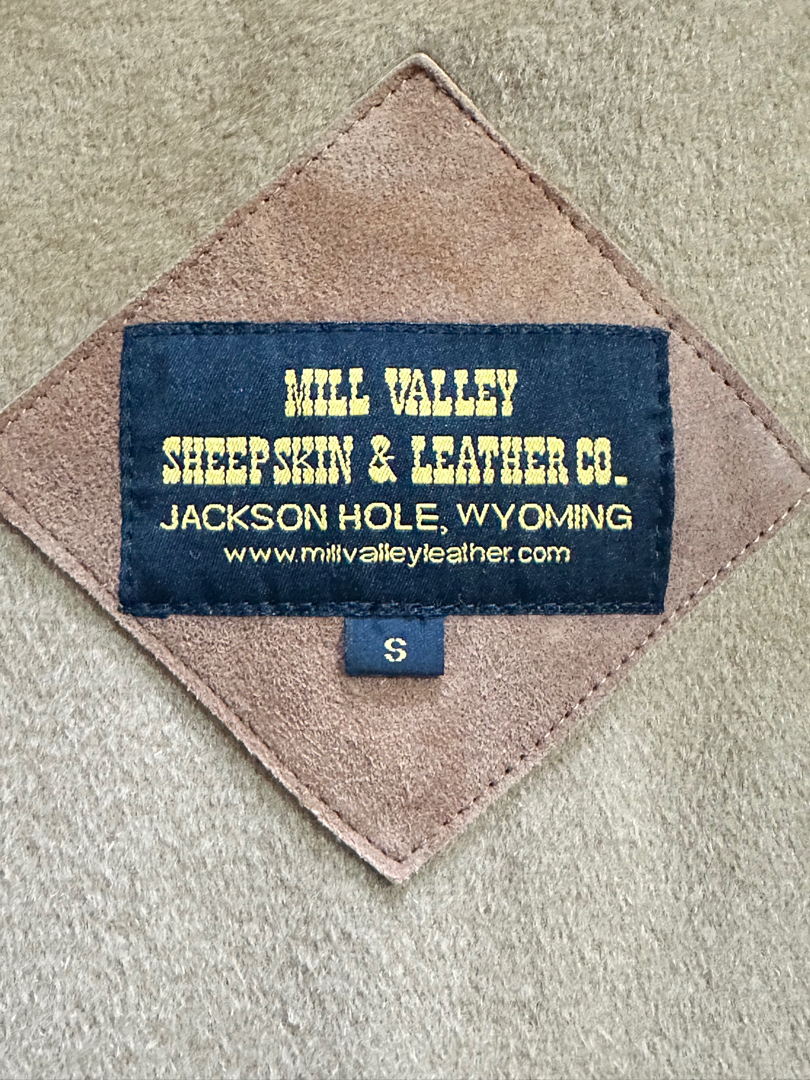 MILL VALLEY
SHEEPSKIN & LEATHER CO.
JACKSON HOLE, WYOMING
www.millvalleyleather.com
S